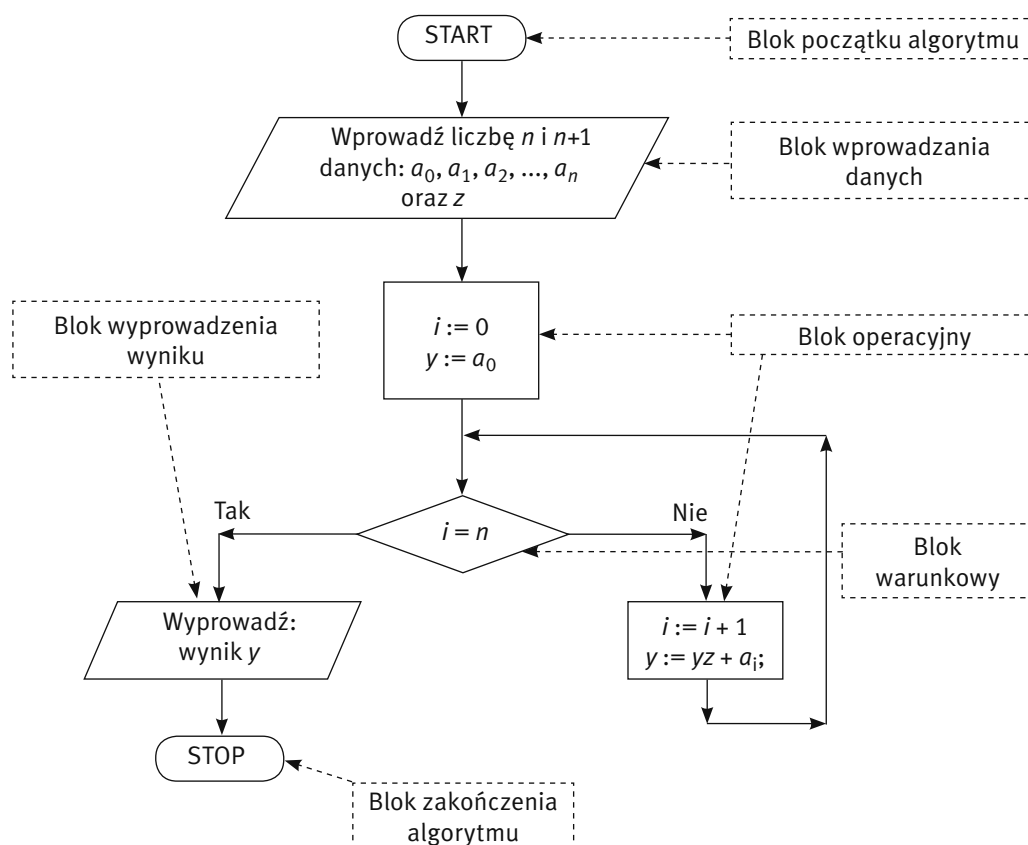 START
Blok początku algorytmu
Wprowadź liczbę n i n+1
danych: a₀, a₁, a₂, ..., aₙ
oraz z
Blok wprowadzania
danych
i := 0
y := a₀
Blok wyprowadzenia
wyniku
Blok operacyjny
Tak
i = n
Nie
Blok
warunkowy
Wyprowadź:
wynik y
i := i + 1
y := yz + aᵢ;
STOP
Blok zakończenia
algorytmu